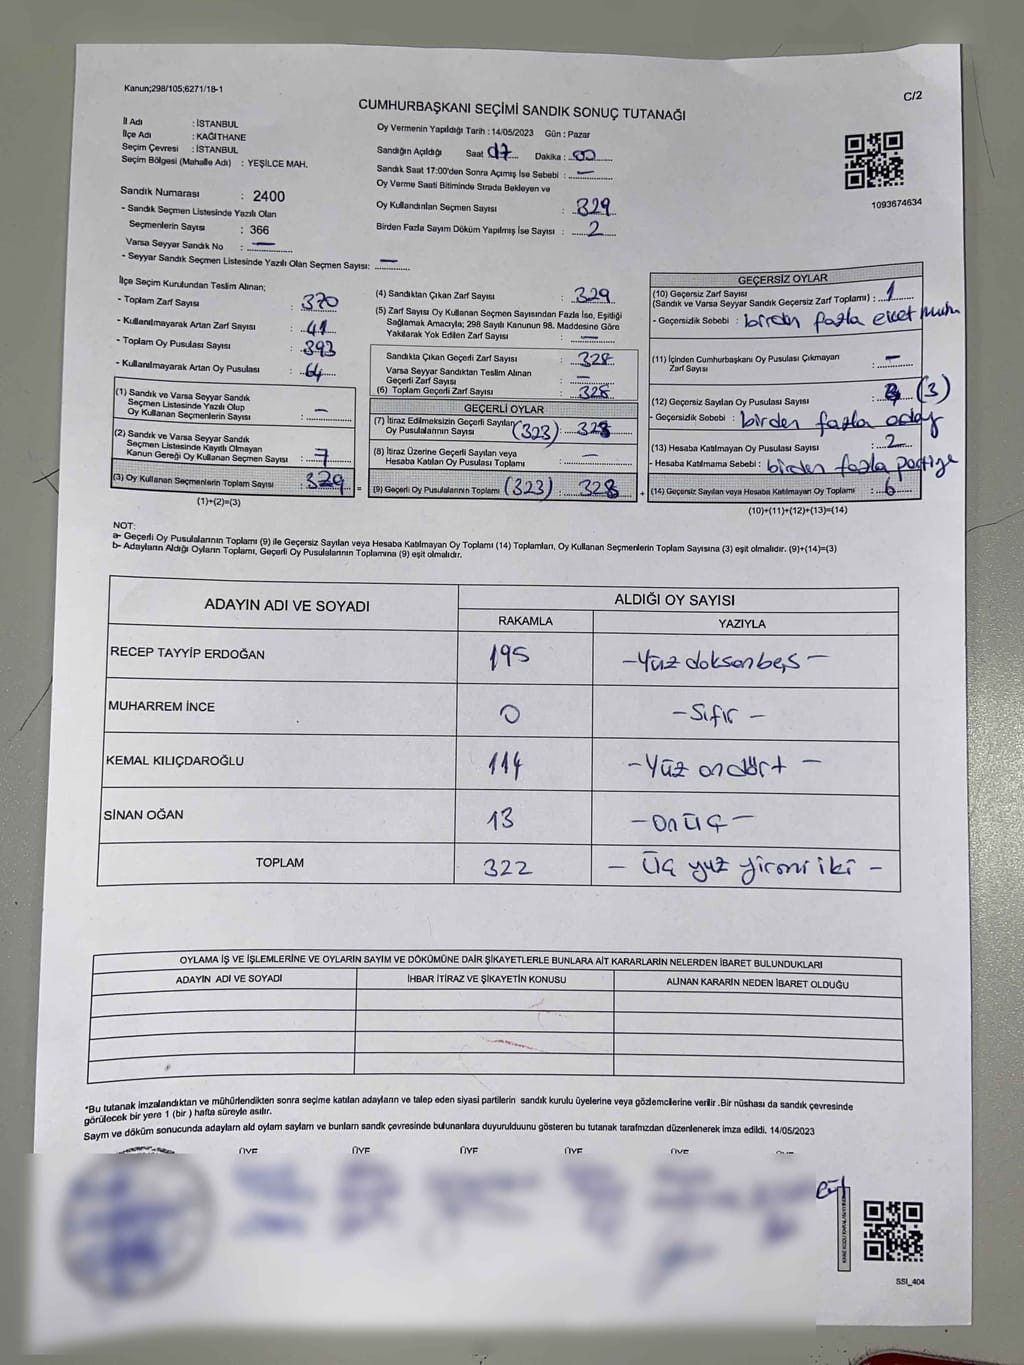 Kanun;298/105;6271/18-1
C/2
CUMHURBAŞKANI SEÇİMİ SANDIK SONUÇ TUTANAĞI
İl Adı : İSTANBUL
İlçe Adı : KAĞITHANE
Seçim Çevresi : İSTANBUL
Seçim Bölgesi (Mahalle Adı) : YEŞİLCE MAH.
Oy Vermenin Yapıldığı Tarih : 14/05/2023 Gün : Pazar
Sandığın Açıldığı Saat 17 Dakika : 00
Sandık Saat 17:00'den Sonra Açımış İse Sebebi : —
Oy Verme Saati Bitiminde Sırada Bekleyen ve
Oy Kullandırılan Seçmen Sayısı : 329
Birden Fazla Sayım Döküm Yapılmış İse Sayısı : 2
1093674634
Sandık Numarası : 2400
- Sandık Seçmen Listesinde Yazılı Olan
Seçmenlerin Sayısı : 366
Varsa Seyyar Sandık No : —
- Seyyar Sandık Seçmen Listesinde Yazılı Olan Seçmen Sayısı: —
İlçe Seçim Kurulundan Teslim Alınan;
- Toplam Zarf Sayısı : 370
- Kullanılmayarak Artan Zarf Sayısı : 41
- Toplam Oy Pusulası Sayısı : 393
- Kullanılmayarak Artan Oy Pusulası : 64
(1) Sandık ve Varsa Seyyar Sandık
Seçmen Listesinde Yazılı Olup
Oy Kullanan Seçmenlerin Sayısı : —
(2) Sandık ve Varsa Seyyar Sandık
Seçmen Listesinde Kayıtlı Olmayan
Kanun Gereği Oy Kullanan Seçmen Sayısı : 7
(3) Oy Kullanan Seçmenlerin Toplam Sayısı : 329
(1)+(2)=(3)
(4) Sandıktan Çıkan Zarf Sayısı : 329
(5) Zarf Sayısı Oy Kullanan Seçmen Sayısından Fazla İse, Eşitliği
Sağlamak Amacıyla; 298 Sayılı Kanunun 98. Maddesine Göre
Yakılarak Yok Edilen Zarf Sayısı : —
Sandıkta Çıkan Geçerli Zarf Sayısı : 328
Varsa Seyyar Sandıktan Teslim Alınan
Geçerli Zarf Sayısı : —
(6) Toplam Geçerli Zarf Sayısı : 328
GEÇERLİ OYLAR
(7) İtiraz Edilmeksizin Geçerli Sayılan
Oy Pusulalarının Sayısı (323) : 323
(8) İtiraz Üzerine Geçerli Sayılan veya
Hesaba Katılan Oy Pusulası Toplamı : —
(9) Geçerli Oy Pusulalarının Toplamı (323) : 323
GEÇERSİZ OYLAR
(10) Geçersiz Zarf Sayısı
(Sandık ve Varsa Seyyar Sandık Geçersiz Zarf Toplamı) : 1
- Geçersizlik Sebebi : birden fazla evet
(11) İçinden Cumhurbaşkanı Oy Pusulası Çıkmayan
Zarf Sayısı : —
(12) Geçersiz Sayılan Oy Pusulası Sayısı : 3 (3)
- Geçersizlik Sebebi : birden fazla aday
(13) Hesaba Katılmayan Oy Pusulası Sayısı : 2
- Hesaba Katılmama Sebebi : birden fazla partiye
(14) Geçersiz Sayılan veya Hesaba Katılmayan Oy Toplamı : 6
(10)+(11)+(12)+(13)=(14)
NOT:
a- Geçerli Oy Pusulalarının Toplamı (9) ile Geçersiz Sayılan veya Hesaba Katılmayan Oy Toplamı (14) Toplamları, Oy Kullanan Seçmenlerin Toplam Sayısına (3) eşit olmalıdır. (9)+(14)=(3)
b- Adayların Aldığı Oyların Toplamı, Geçerli Oy Pusulalarının Toplamına (9) eşit olmalıdır.
ADAYIN ADI VE SOYADI
ALDIĞI OY SAYISI
RAKAMLA YAZIYLA
RECEP TAYYİP ERDOĞAN 195 -Yüz doksanbeş-
MUHARREM İNCE 0 -Sıfır-
KEMAL KILIÇDAROĞLU 114 -Yüz ondört-
SİNAN OĞAN 13 -onüç-
TOPLAM 322 - Üç yüz yirmi iki -
OYLAMA İŞ VE İŞLEMLERİNE VE OYLARIN SAYIM VE DÖKÜMÜNE DAİR ŞİKAYETLERLE BUNLARA AİT KARARLARIN NELERDEN İBARET BULUNDUKLARI
ADAYIN ADI VE SOYADI İHBAR İTİRAZ VE ŞİKAYETİN KONUSU ALINAN KARARIN NEDEN İBARET OLDUĞU
*Bu tutanak imzalandıktan ve mühürlendikten sonra seçime katılan adayların ve talep eden siyasi partilerin sandık kurulu üyelerine veya gözlemcilerine verilir .Bir nüshası da sandık çevresinde
görülecek bir yere 1 (bir ) hafta süreyle asılır.
Sayım ve döküm sonucunda adayların ald oyların sayıları ve bunların sandk çevresinde bulunanlara duyurulduunu gösteren bu tutanak tarafımzdan düzenlenerek imza edildi. 14/05/2023
ÜYE ÜYE ÜYE ÜYE ÜYE
SSI_404